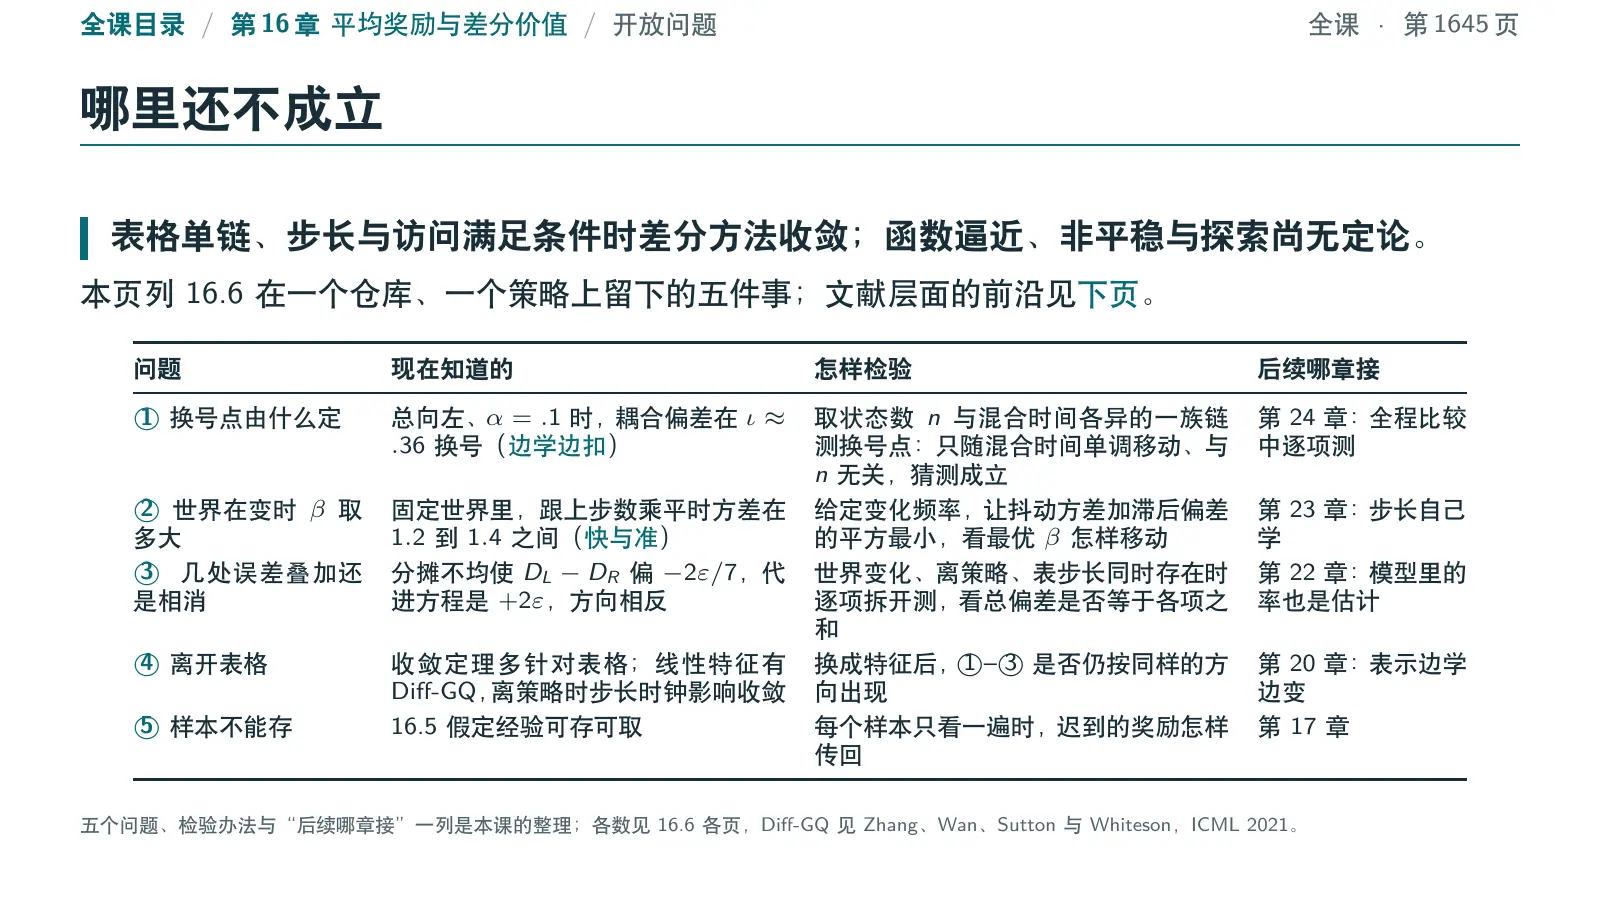 全课目录 / 第 16 章 平均奖励与差分价值 / 开放问题
全课 · 第 1645 页
哪里还不成立
表格单链、步长与访问满足条件时差分方法收敛；函数逼近、非平稳与探索尚无定论。
本页列 16.6 在一个仓库、一个策略上留下的五件事；文献层面的前沿见下页。
问题 现在知道的 怎样检验 后续哪章接
① 换号点由什么定
总向左、α = .1 时，耦合偏差在 ι ≈
.36 换号（边学边扣）
取状态数 n 与混合时间各异的一族链
测换号点：只随混合时间单调移动、与
n 无关，猜测成立
第 24 章：全程比较
中逐项测
② 世界在变时 β 取
多大
固定世界里，跟上步数乘平时方差在
1.2 到 1.4 之间（快与准）
给定变化频率，让抖动方差加滞后偏差
的平方最小，看最优 β 怎样移动
第 23 章：步长自己
学
③ 几处误差叠加还
是相消
分摊不均使 D_L − D_R 偏 −2ε/7，代
进方程是 +2ε，方向相反
世界变化、离策略、表步长同时存在时
逐项拆开测，看总偏差是否等于各项之
和
第 22 章：模型里的
率也是估计
④ 离开表格
收敛定理多针对表格；线性特征有
Diff-GQ，离策略时步长时钟影响收敛
换成特征后，①–③ 是否仍按同样的方
向出现
第 20 章：表示边学
边变
⑤ 样本不能存
16.5 假定经验可存可取
每个样本只看一遍时，迟到的奖励怎样
传回
第 17 章
五个问题、检验办法与“后续哪章接”一列是本课的整理；各数见 16.6 各页，Diff-GQ 见 Zhang、Wan、Sutton 与 Whiteson，ICML 2021。